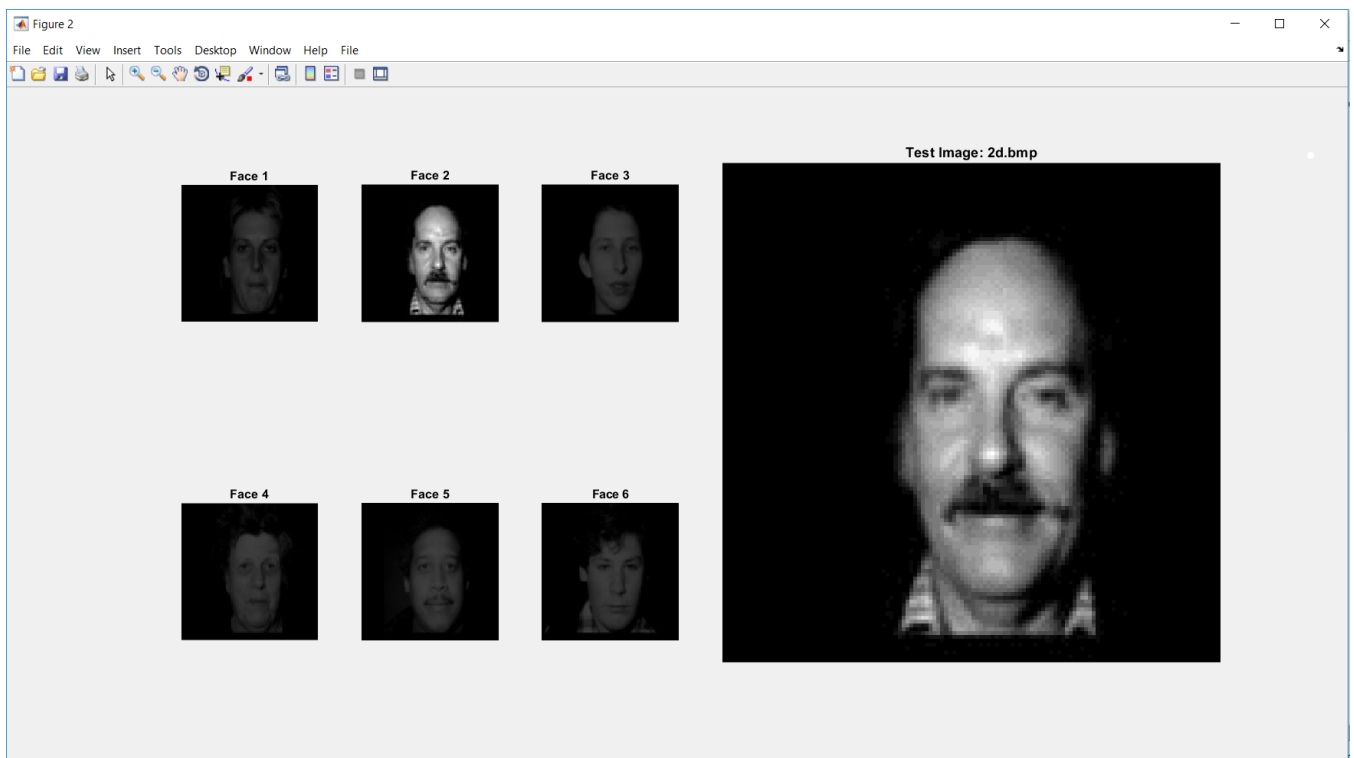 Figure 2
File Edit View Insert Tools Desktop Window Help File
Test Image: 2d.bmp
Face 1 Face 2 Face 3
Face 4 Face 5 Face 6